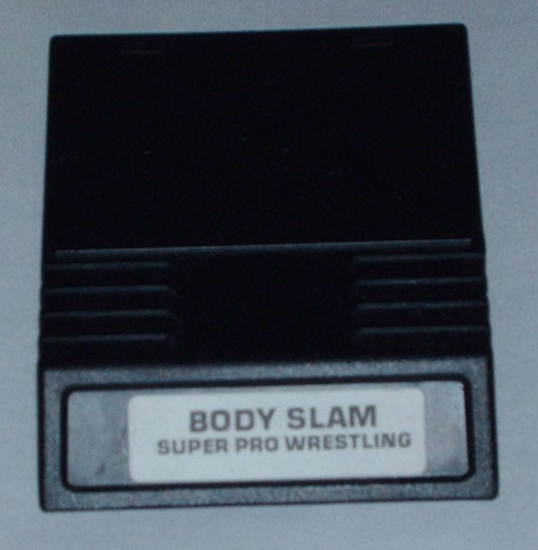 BODY SLAM
SUPER PRO WRESTLING